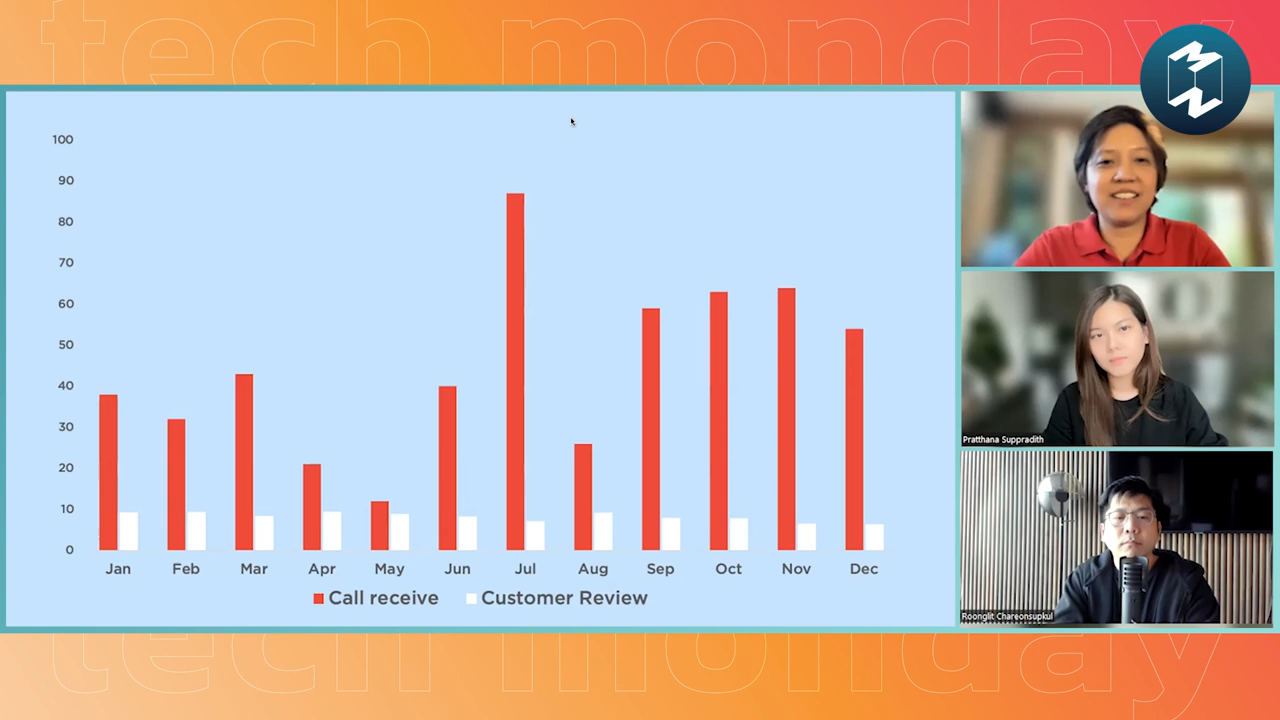 tech monday
100
90
80
70
60
50
40
30
20
10
0
Jan Feb Mar Apr May Jun Jul Aug Sep Oct Nov Dec
Call receive Customer Review
Pratthana Suppradith
Roonglit Chareonsupkul
tech monday